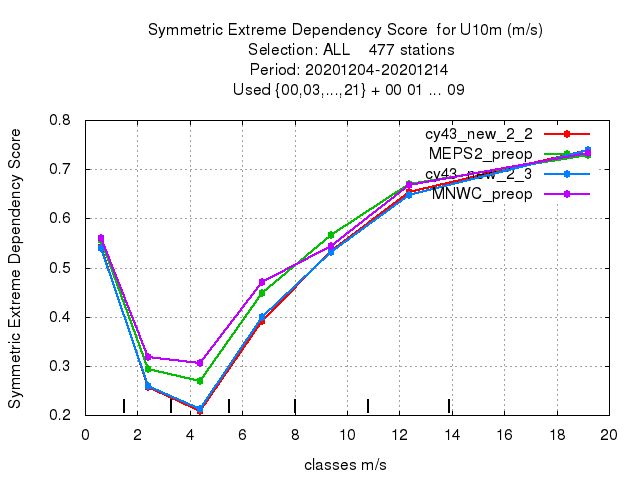 Symmetric Extreme Dependency Score  for U10m (m/s)
Selection: ALL    477 stations
Period: 20201204-20201214
Used {00,03,...,21} + 00 01 ... 09
Symmetric Extreme Dependency Score
0.8
0.7
0.6
0.5
0.4
0.3
0.2
cy43_new_2_2
MEPS2_preop
cy43_new_2_3
MNWC_preop
0 2 4 6 8 10 12 14 16 18 20
classes m/s